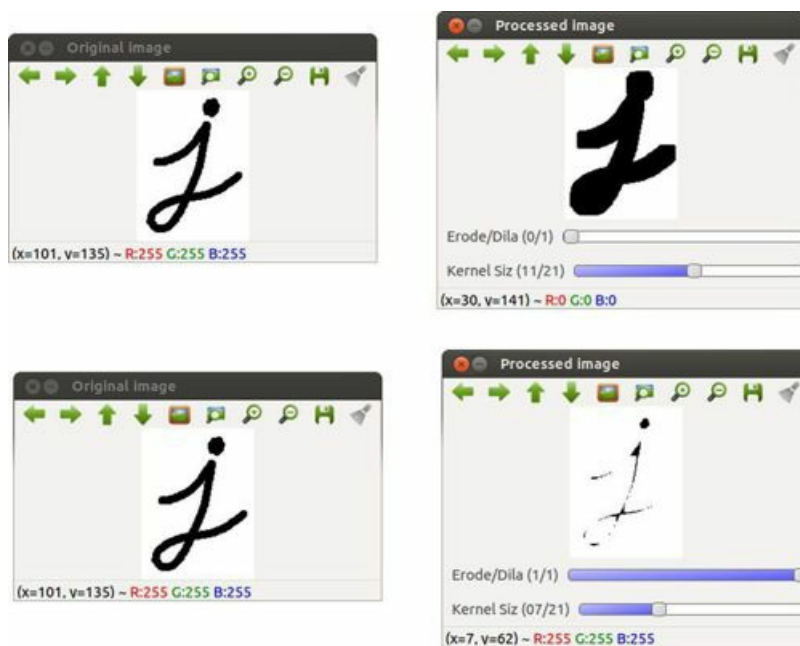 Original image
Processed image
j
j
Erode/Dila (0/1)
Kernel Siz (11/21)
(x=101, y=135) ~ R:255 G:255 B:255
(x=30, y=141) ~ R:0 G:0 B:0
Original image
Processed image
j
j
Erode/Dila (1/1)
Kernel Siz (07/21)
(x=101, y=135) ~ R:255 G:255 B:255
(x=7, y=62) ~ R:255 G:255 B:255